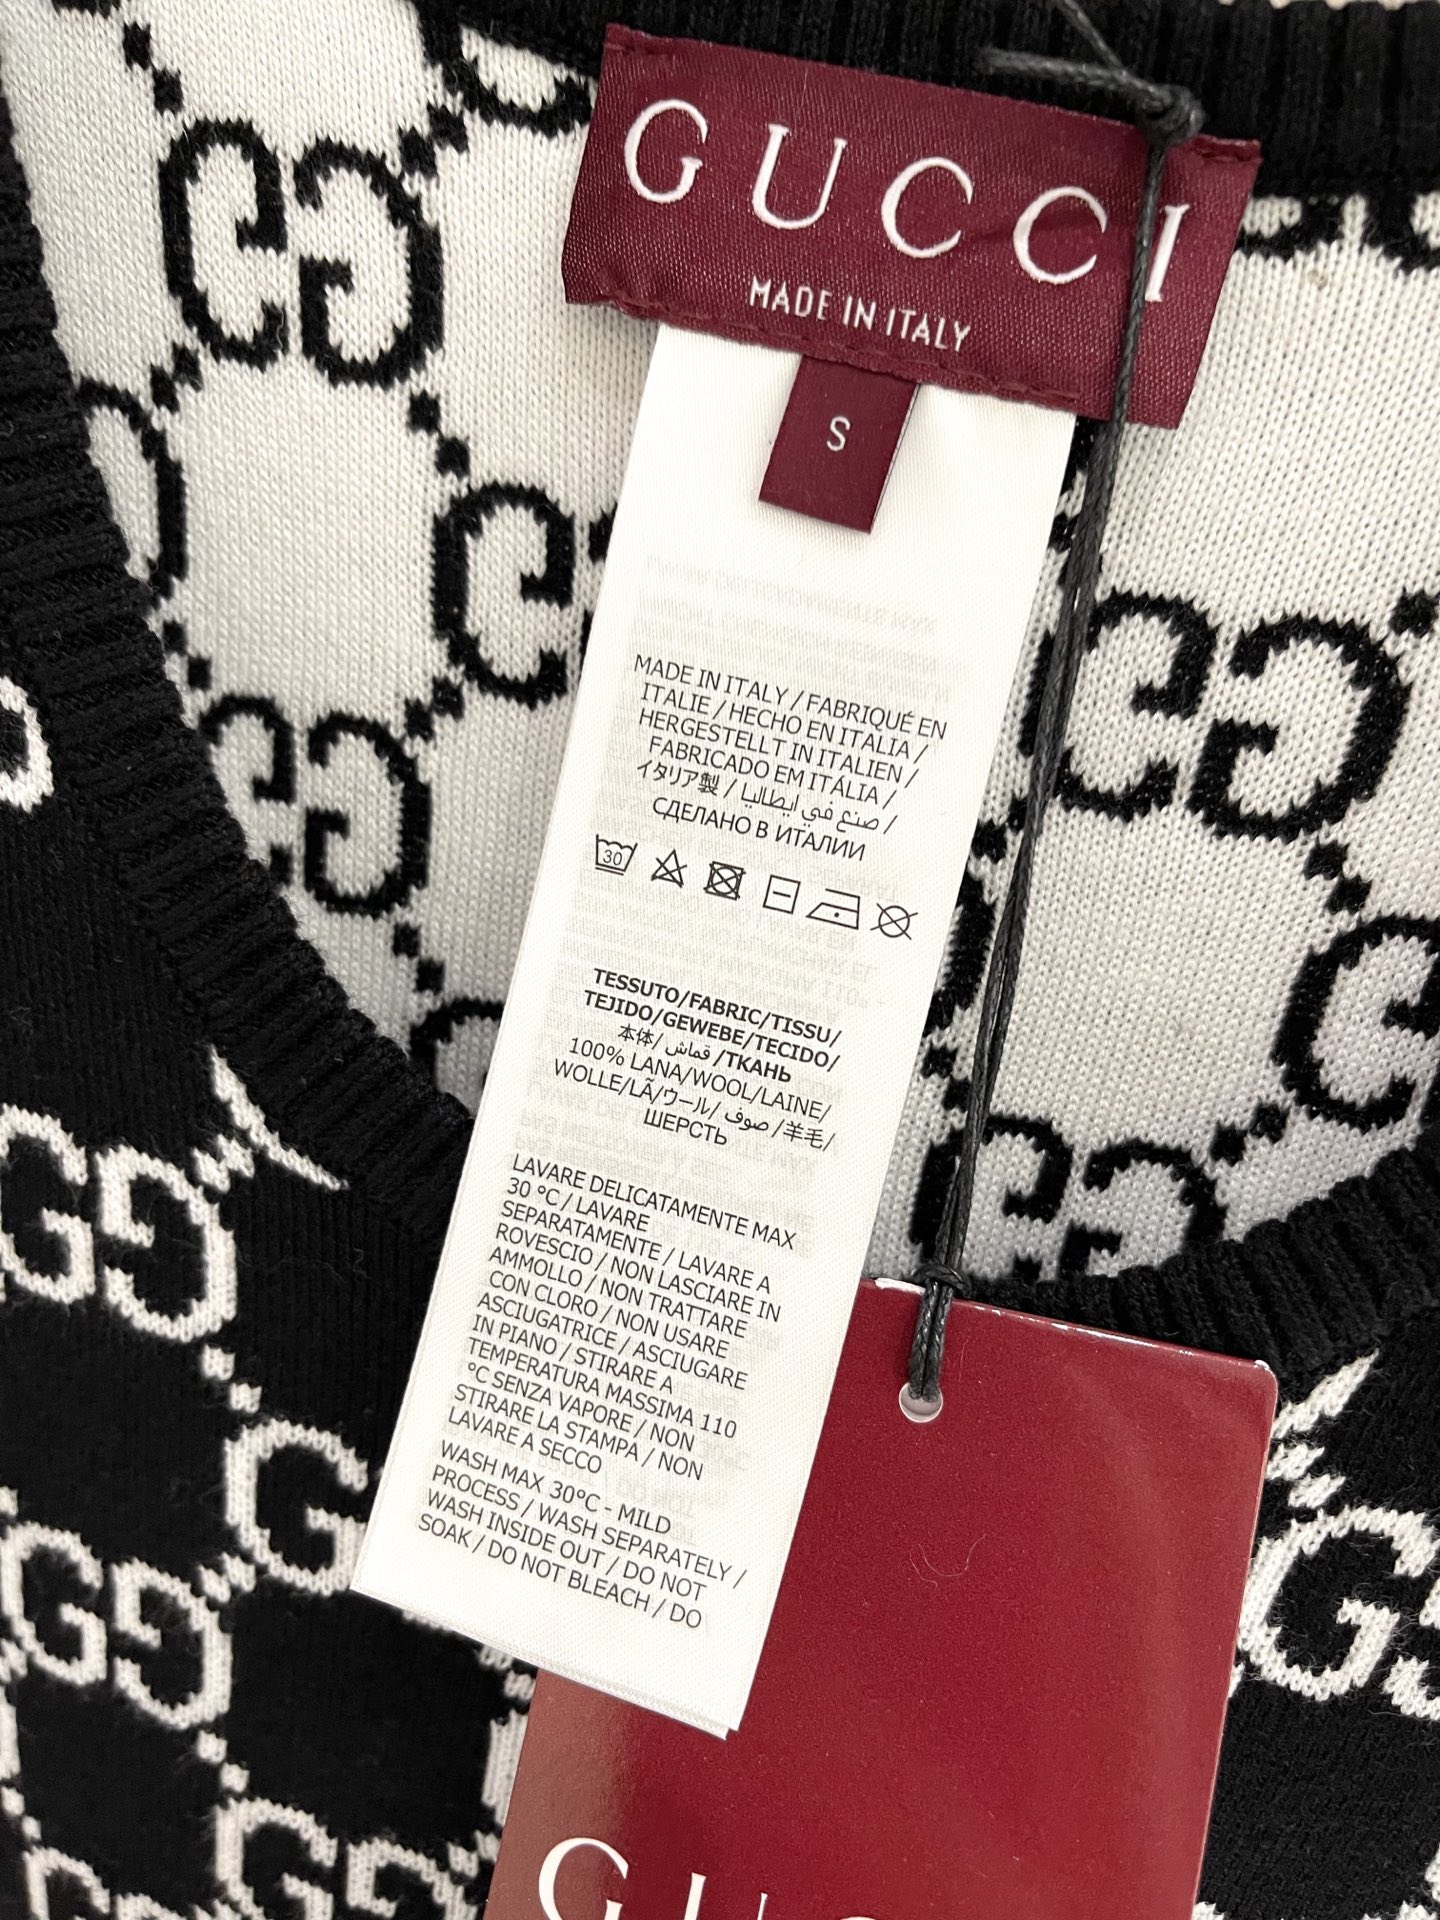 GUCCI
MADE IN ITALY
S
MADE IN ITALY / FABRIQUÉ EN
ITALIE / HECHO EN ITALIA /
HERGESTELLT IN ITALIEN /
FABRICADO EM ITÁLIA /
イタリア製 / صنع في ايطاليا /
СДЕЛАНО В ИТАЛИИ
30
TESSUTO/FABRIC/TISSU/
TEJIDO/GEWEBE/TECIDO/
本体/ قماش /ТКАНЬ
100% LANA/WOOL/LAINE/
WOLLE/LÃ/ウール/ صوف /羊毛/
ШЕРСТЬ
LAVARE DELICATAMENTE MAX
30 °C / LAVARE
SEPARATAMENTE / LAVARE A
ROVESCIO / NON LASCIARE IN
AMMOLLO / NON TRATTARE
CON CLORO / NON USARE
ASCIUGATRICE / ASCIUGARE
IN PIANO / STIRARE A
TEMPERATURA MASSIMA 110
°C SENZA VAPORE / NON
STIRARE LA STAMPA / NON
LAVARE A SECCO
WASH MAX 30°C - MILD
PROCESS / WASH SEPARATELY /
WASH INSIDE OUT / DO NOT
SOAK / DO NOT BLEACH / DO